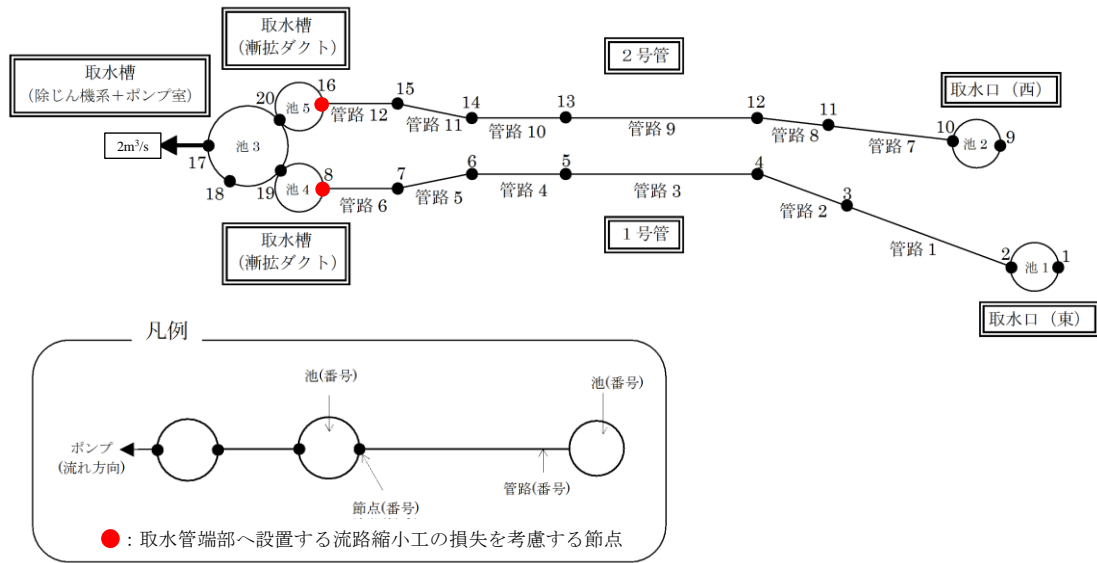 取水槽
（漸拡ダクト）
２号管
取水槽
（除じん機系＋ポンプ室）
取水口（西）
16
15
14
13
12
11
10
9
20
池 5
管路 12
管路 11
管路 10
管路 9
管路 8
管路 7
池 2
2m³/s
17
池 3
18
19
池 4
8
7
6
5
4
3
2
1
管路 6
管路 5
管路 4
管路 3
管路 2
管路 1
池 1
取水槽
（漸拡ダクト）
１号管
取水口（東）
凡例
池(番号)
池(番号)
ポンプ
(流れ方向)
管路(番号)
節点(番号)
：取水管端部へ設置する流路縮小工の損失を考慮する節点